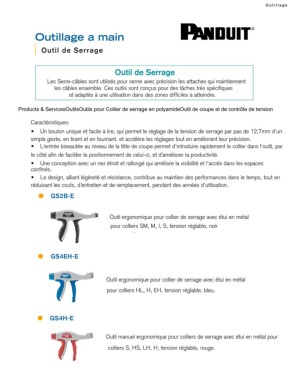 Outillage
Outillage a main
PANDUIT®
Outil de Serrage
Outil de Serrage
Les Serre-câbles sont utilisés pour serrer avec précision les attaches qui maintiennent
les câbles ensemble. Ces outils sont conçus pour des tâches très spécifiques
et adaptés à une utilisation dans des zones difficiles à atteindre.
Products & ServicesOutilsOutils pour Collier de serrage en polyamideOutil de coupe et de contrôle de tension
Caractéristiques:
• Un bouton unique et facile à lire, qui permet le réglage de la tension de serrage par pas de 12,7mm d'un
simple geste, en tirant et en tournant, et accélère les réglages tout en améliorant leur précision.
• L'entrée biseautée au niveau de la tête de coupe permet d'introduire rapidement le collier dans l'outil, par
le côté afin de faciliter le positionnement de celui-ci, et d'améliorer la productivité.
• Une conception avec un nez étroit et rallongé qui améliore la visibilité et l'accès dans les espaces
confinés.
• Le design, alliant légèreté et résistance, contribue au maintien des performances dans le temps, tout en
réduisant les couts, d'entretien et de remplacement, pendant des années d'utilisation.
GS2B-E
Outil ergonomique pour collier de serrage avec étui en métal
pour colliers SM, M, I, S, tension réglable, noir
GS4EH-E
Outil ergonomique pour collier de serrage avec étui en métal
pour colliers HL, H, EH, tension réglable, bleu.
GS4H-E
Outil manuel ergonomique pour colliers de serrage avec étui en métal pour
colliers S, HS, LH, H, tension réglable, rouge.